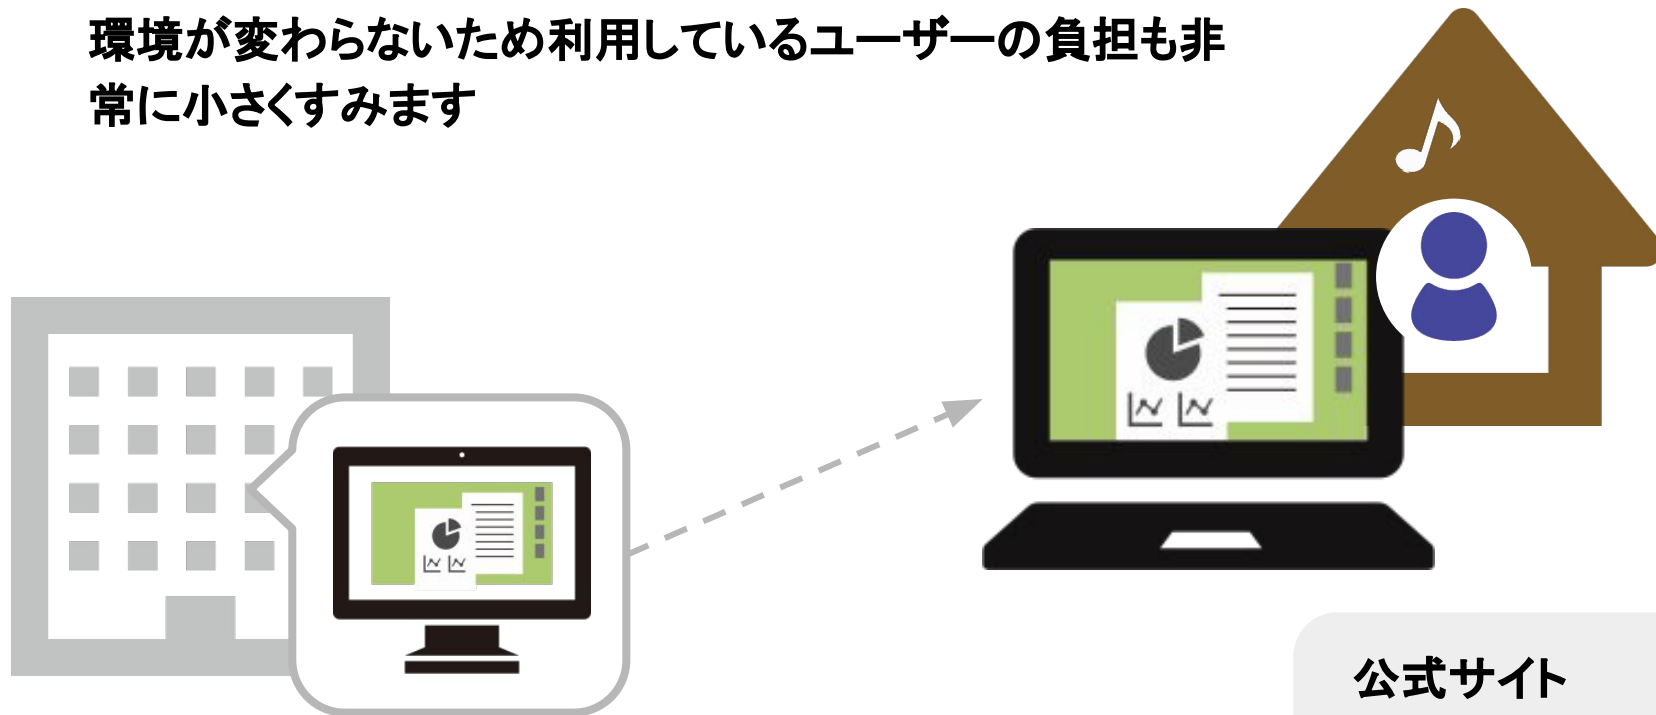 環境が変わらないため利用しているユーザーの負担も非
常に小さくすみます
公式サイト